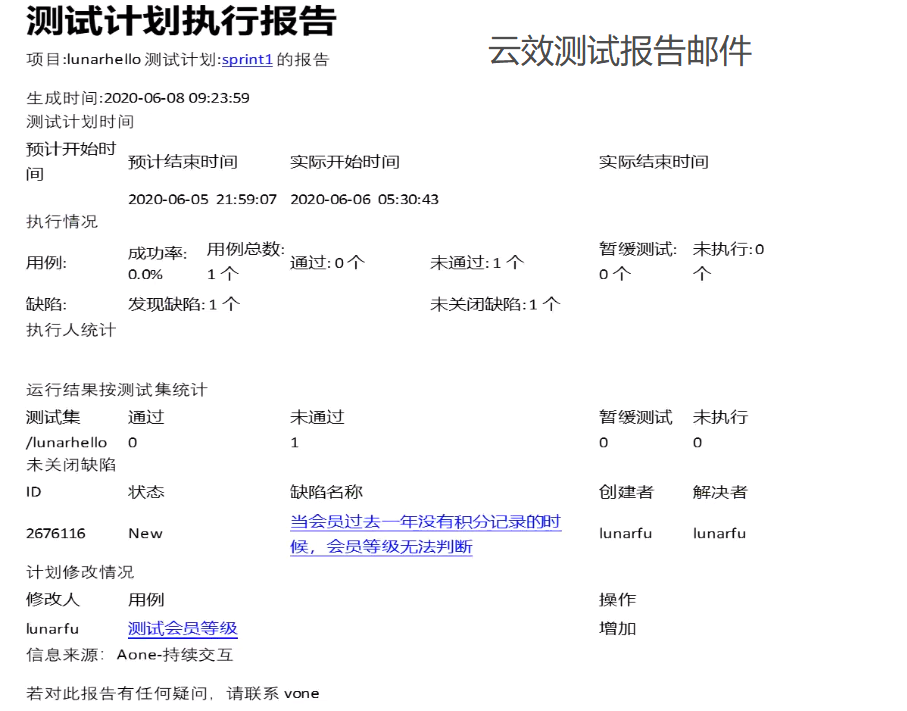 测试计划执行报告
云效测试报告邮件
项目:lunarhello 测试计划:sprint1 的报告
生成时间:2020-06-08 09:23:59
测试计划时间
预计开始时间 预计结束时间 实际开始时间 实际结束时间
2020-06-05 21:59:07 2020-06-06 05:30:43
执行情况
用例: 成功率: 0.0% 用例总数: 1 个 通过: 0 个 未通过: 1 个 暂缓测试: 0 个 未执行: 0 个
缺陷: 发现缺陷: 1 个 未关闭缺陷: 1 个
执行人统计
运行结果按测试集统计
测试集 通过 未通过 暂缓测试 未执行
/lunarhello 0 1 0 0
未关闭缺陷
ID 状态 缺陷名称 创建者 解决者
2676116 New 当会员过去一年没有积分记录的时候，会员等级无法判断 lunarfu lunarfu
计划修改情况
修改人 用例 操作
lunarfu 测试会员等级 增加
信息来源：Aone-持续交互
若对此报告有任何疑问，请联系 vone